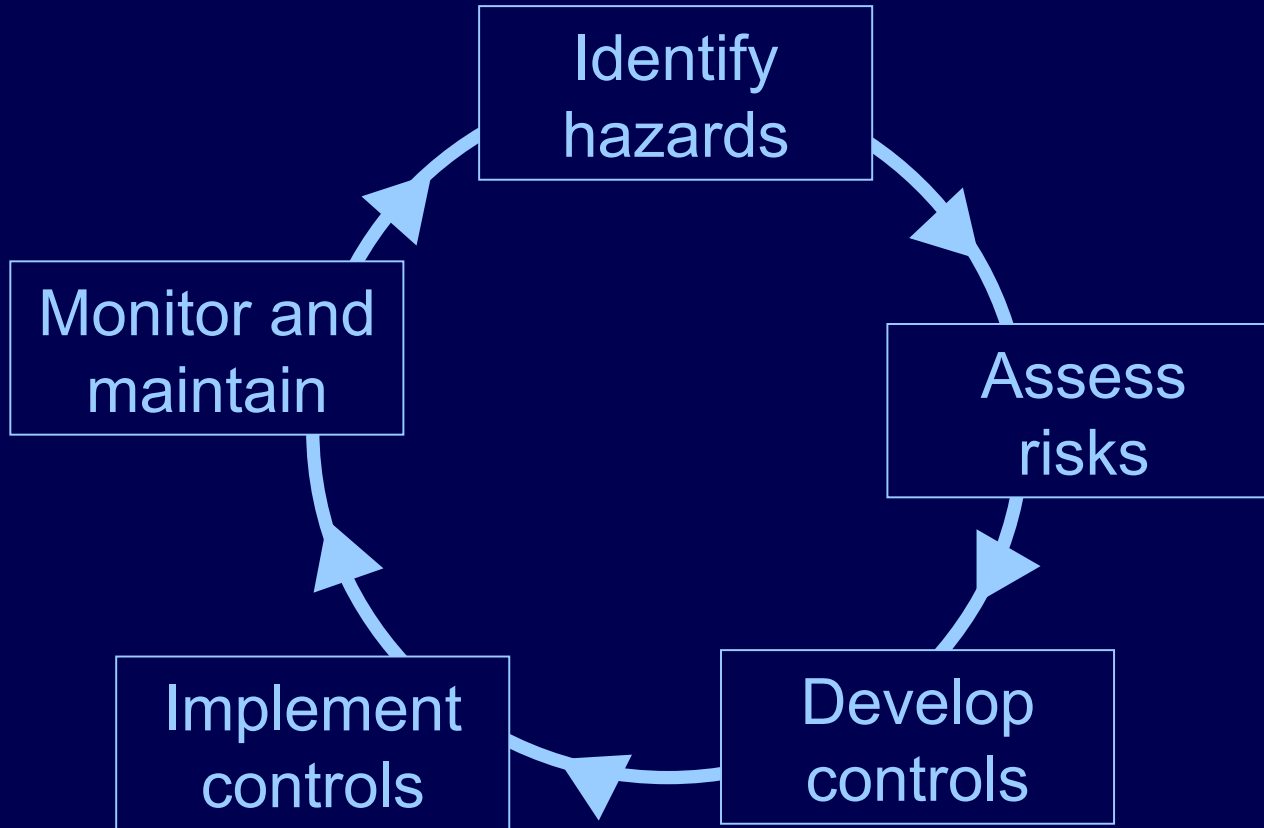 Identify
hazards
Assess
risks
Develop
controls
Implement
controls
Monitor and
maintain